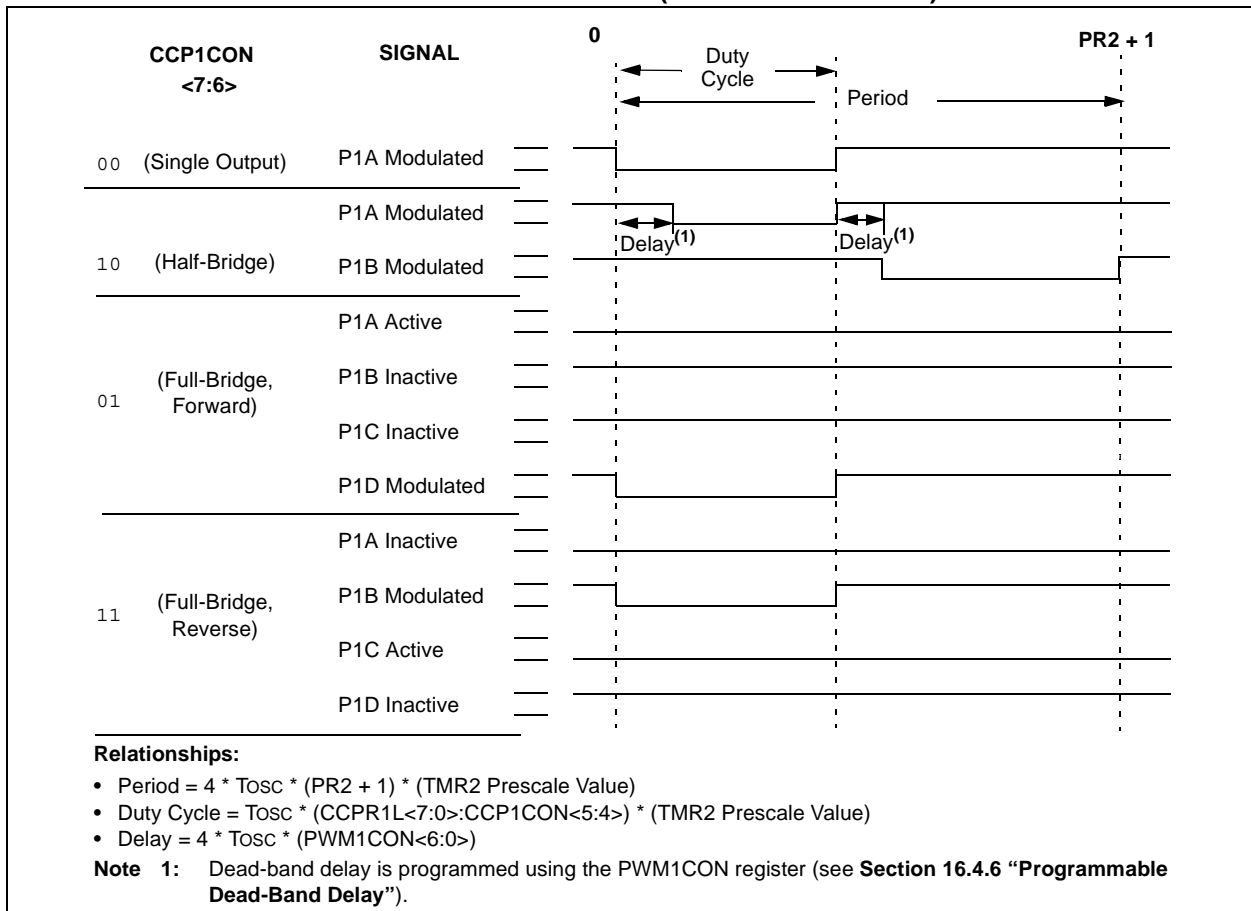 0
PR2 + 1
CCP1CON
<7:6>
SIGNAL
Duty
Cycle
Period
00 (Single Output) P1A Modulated
P1A Modulated
Delay(1) Delay(1)
10 (Half-Bridge) P1B Modulated
P1A Active
P1B Inactive
01 (Full-Bridge,
Forward)
P1C Inactive
P1D Modulated
P1A Inactive
P1B Modulated
11 (Full-Bridge,
Reverse)
P1C Active
P1D Inactive
Relationships:
• Period = 4 * TOSC * (PR2 + 1) * (TMR2 Prescale Value)
• Duty Cycle = TOSC * (CCPR1L<7:0>:CCP1CON<5:4>) * (TMR2 Prescale Value)
• Delay = 4 * TOSC * (PWM1CON<6:0>)
Note 1: Dead-band delay is programmed using the PWM1CON register (see Section 16.4.6 “Programmable
Dead-Band Delay”).